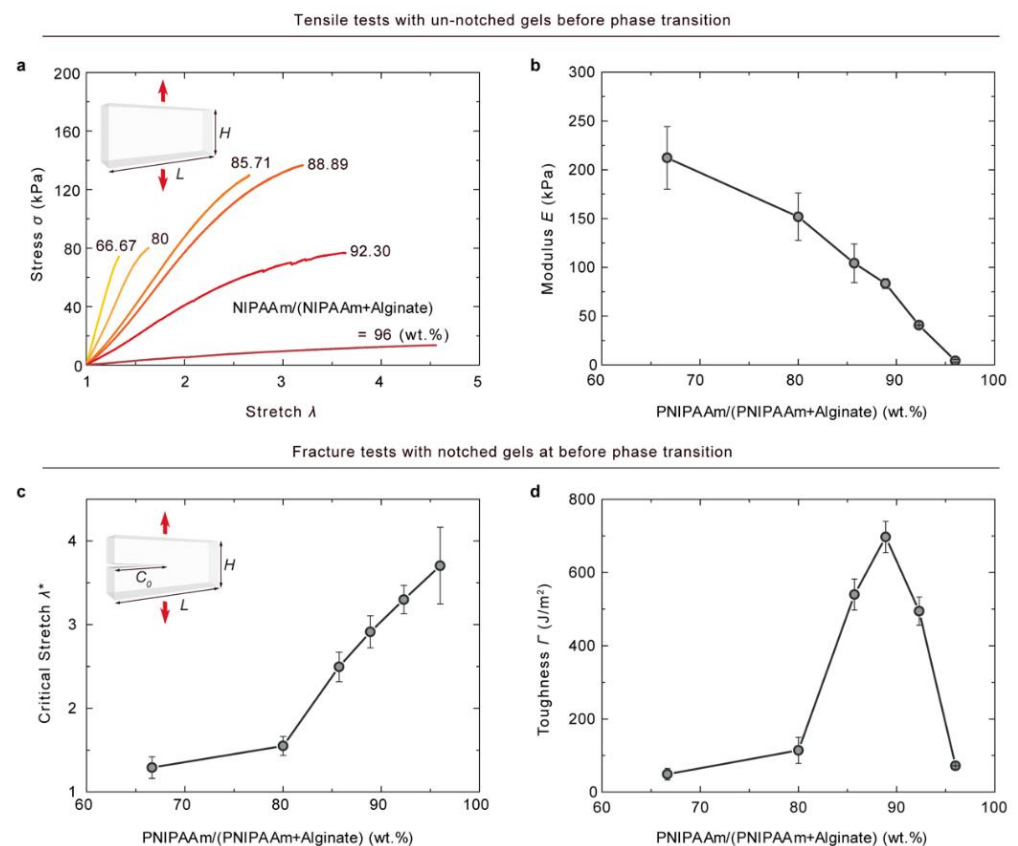 Tensile tests with un-notched gels before phase transition
a
200
160
120
80
40
0
Stress σ (kPa)
H
L
66.67
80
85.71
88.89
92.30
NIPAAm/(NIPAAm+Alginate)
= 96 (wt.%)
1
2
3
4
5
Stretch λ
b
300
250
200
150
100
50
0
Modulus E (kPa)
60
70
80
90
100
PNIPAAm/(PNIPAAm+Alginate) (wt.%)
Fracture tests with notched gels at before phase transition
c
4
3
2
1
Critical Stretch λ*
C₀
H
L
60
70
80
90
100
PNIPAAm/(PNIPAAm+Alginate) (wt.%)
d
800
600
400
200
0
Toughness Γ (J/m²)
60
70
80
90
100
PNIPAAm/(PNIPAAm+Alginate) (wt.%)